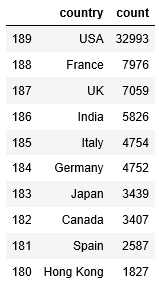 country count
189 USA 32993
188 France 7976
187 UK 7059
186 India 5826
185 Italy 4754
184 Germany 4752
183 Japan 3439
182 Canada 3407
181 Spain 2587
180 Hong Kong 1827